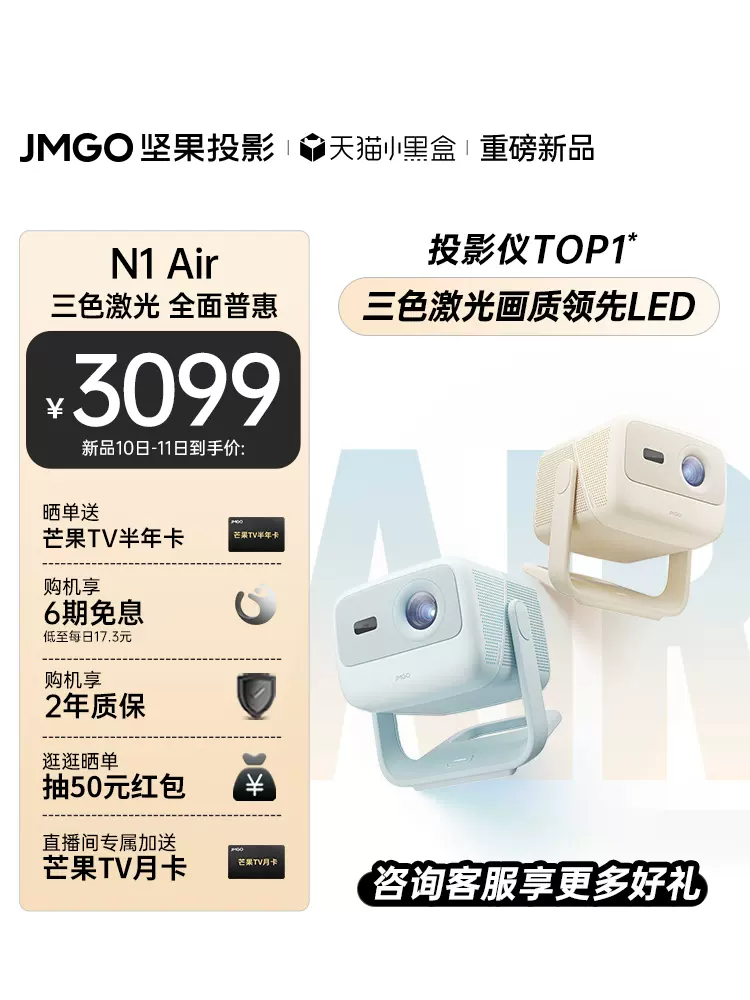 JMGO 坚果投影 | 天猫小黑盒 | 重磅新品
N1 Air
三色激光 全面普惠
¥3099
新品10日-11日到手价:
晒单送
芒果TV半年卡
JMGO
芒果TV半年卡
购机享
6期免息
低至每日17.3元
购机享
2年质保
逛逛晒单
抽50元红包
¥
直播间专属加送
芒果TV月卡
JMGO
芒果TV月卡
投影仪TOP1*
三色激光画质领先LED
AIR
JMGO
JMGO
咨询客服享更多好礼